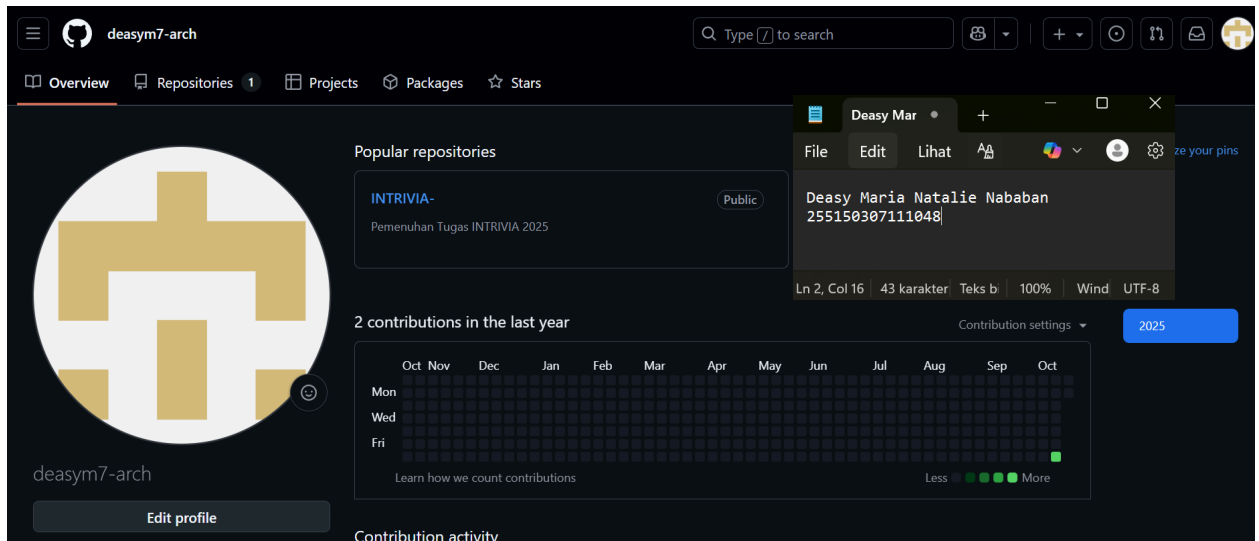 deasym7-arch
Type / to search
Overview
Repositories 1
Projects
Packages
Stars
Popular repositories
INTRIVIA-
Public
Pemenuhan Tugas INTRIVIA 2025
ze your pins
Deasy Mar
File Edit Lihat
Deasy Maria Natalie Nababan
255150307111048
Ln 2, Col 16 43 karakter Teks b 100% Wind UTF-8
2 contributions in the last year
Contribution settings
2025
Oct Nov Dec Jan Feb Mar Apr May Jun Jul Aug Sep Oct
Mon
Wed
Fri
Learn how we count contributions
Less More
deasym7-arch
Edit profile
Contribution activity